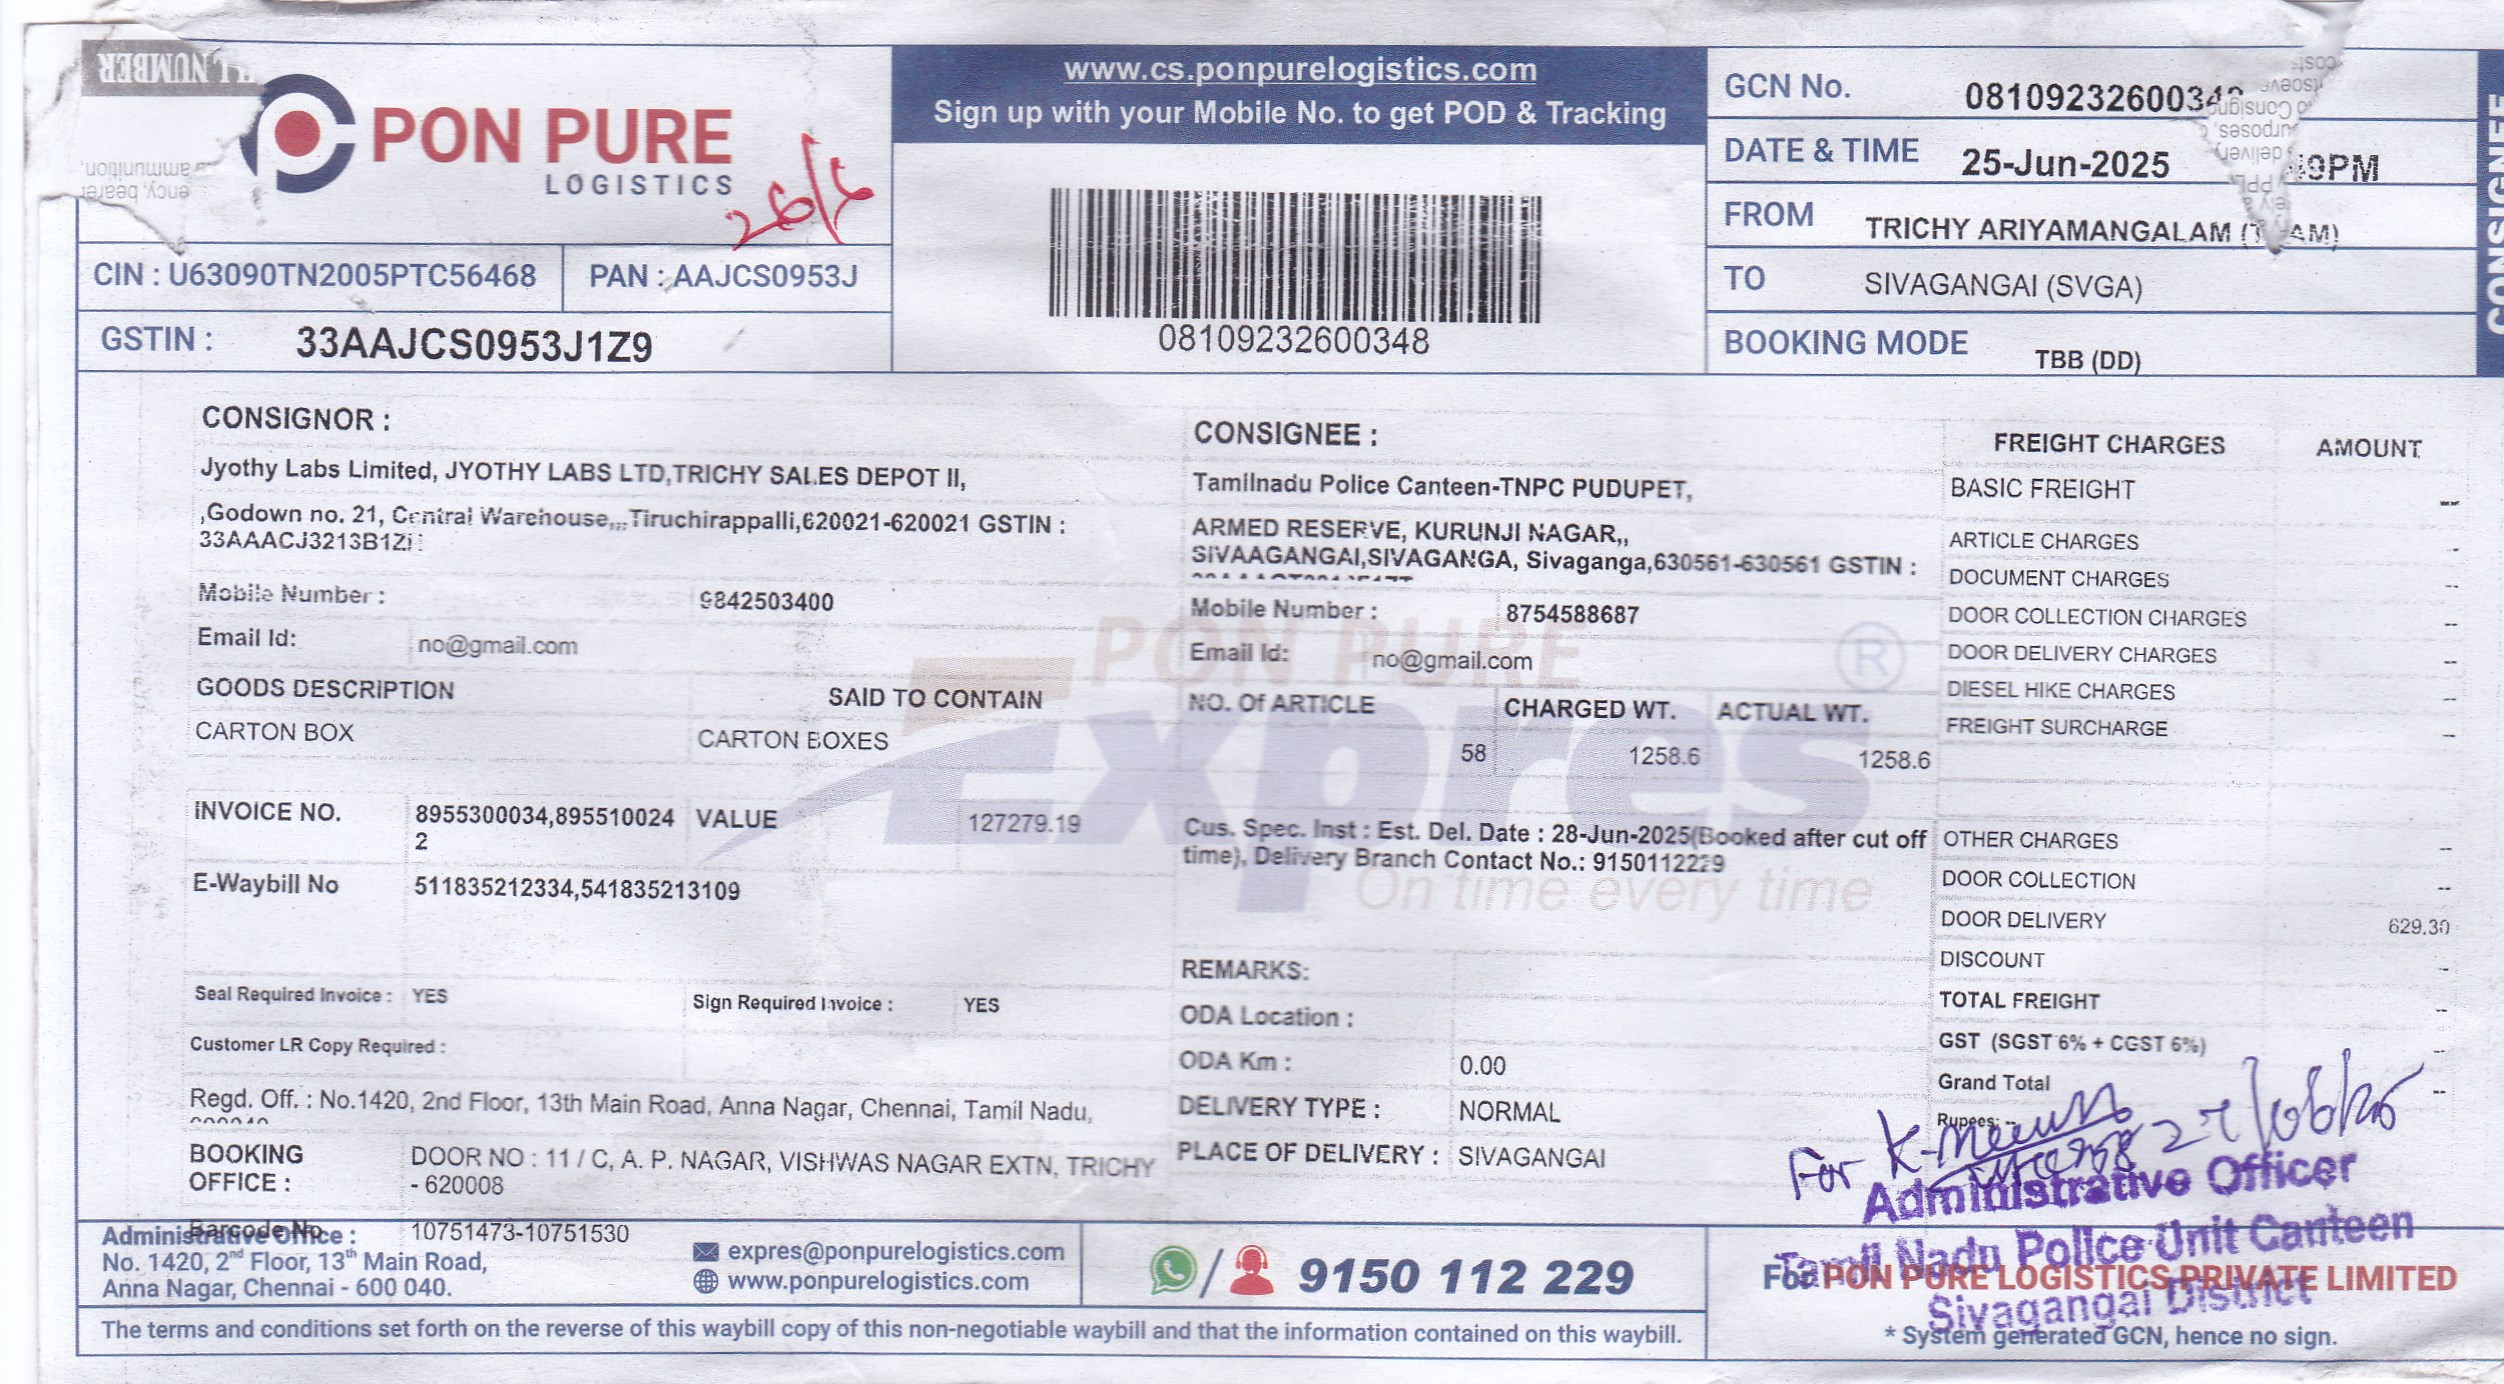 PON PURE
LOGISTICS
26/6
CIN : U63090TN2005PTC56468
PAN : AAJCS0953J
GSTIN : 33AAJCS0953J1Z9
www.cs.ponpurelogistics.com
Sign up with your Mobile No. to get POD & Tracking
08109232600348
GCN No.
DATE & TIME 25-Jun-2025 9PM
FROM TRICHY ARIYAMANGALAM
TO SIVAGANGAI (SVGA)
BOOKING MODE TBB (DD)
CONSIGNEE
CONSIGNOR :
Jyothy Labs Limited, JYOTHY LABS LTD,TRICHY SALES DEPOT II,
,Godown no. 21, Central Warehouse,,,Tiruchirappalli,620021-620021 GSTIN :
Mobile Number : 9842503400
Email Id: no@gmail.com
GOODS DESCRIPTION SAID TO CONTAIN
CARTON BOX CARTON BOXES
INVOICE NO. 8955300034,895510024
2
VALUE 127279.19
E-Waybill No 511835212334,541835213109
Seal Required Invoice : YES Sign Required Invoice : YES
Customer LR Copy Required :
Regd. Off. : No.1420, 2nd Floor, 13th Main Road, Anna Nagar, Chennai, Tamil Nadu,
BOOKING OFFICE : DOOR NO : 11 / C, A. P. NAGAR, VISHWAS NAGAR EXTN, TRICHY
- 620008
Barcode No 10751473-10751530
CONSIGNEE :
Tamilnadu Police Canteen-TNPC PUDUPET,
ARMED RESERVE, KURUNJI NAGAR,,
SIVAAGANGAI,SIVAGANGA, Sivaganga,630561-630561 GSTIN :
Mobile Number : 8754588687
Email Id: no@gmail.com
NO. Of ARTICLE CHARGED WT. ACTUAL WT.
58 1258.6 1258.6
Cus. Spec. Inst : Est. Del. Date : 28-Jun-2025(Booked after cut off
time), Delivery Branch Contact No.: 9150112229
PON PURE
Expres ®
On time every time
REMARKS:
ODA Location :
ODA Km : 0.00
DELIVERY TYPE : NORMAL
PLACE OF DELIVERY : SIVAGANGAI
FREIGHT CHARGES AMOUNT
BASIC FREIGHT --
ARTICLE CHARGES --
DOCUMENT CHARGES --
DOOR COLLECTION CHARGES --
DOOR DELIVERY CHARGES --
DIESEL HIKE CHARGES --
FREIGHT SURCHARGE --
OTHER CHARGES --
DOOR COLLECTION --
DOOR DELIVERY 629.30
DISCOUNT --
TOTAL FREIGHT --
GST (SGST 6% + CGST 6%) --
Grand Total --
Rupees: --
For 27/06/25
Administrative Officer
Tamil Nadu Police Unit Canteen
Sivagangai District
Administrative Office :
No. 1420, 2nd Floor, 13th Main Road,
Anna Nagar, Chennai - 600 040.
expres@ponpurelogistics.com
www.ponpurelogistics.com
9150 112 229
For PON PURE LOGISTICS PRIVATE LIMITED
* System generated GCN, hence no sign.
The terms and conditions set forth on the reverse of this waybill copy of this non-negotiable waybill and that the information contained on this waybill.